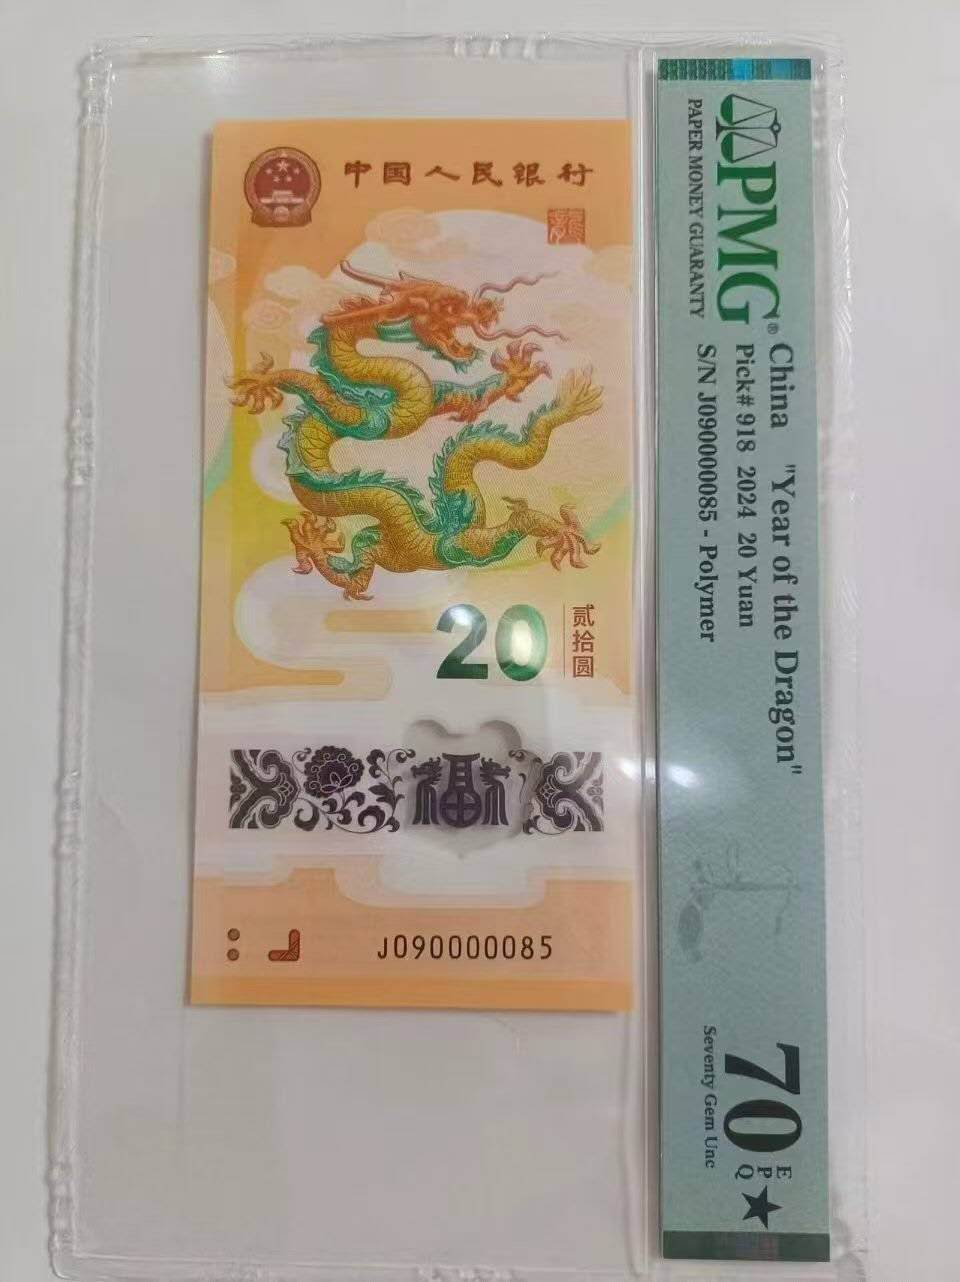 中国人民银行
20
贰拾圆
福
J090000085
PMG®
PAPER MONEY GUARANTY
China "Year of the Dragon"
Pick# 918 2024 20 Yuan
S/N J090000085 - Polymer
70 EPQ★
Seventy Gem Unc